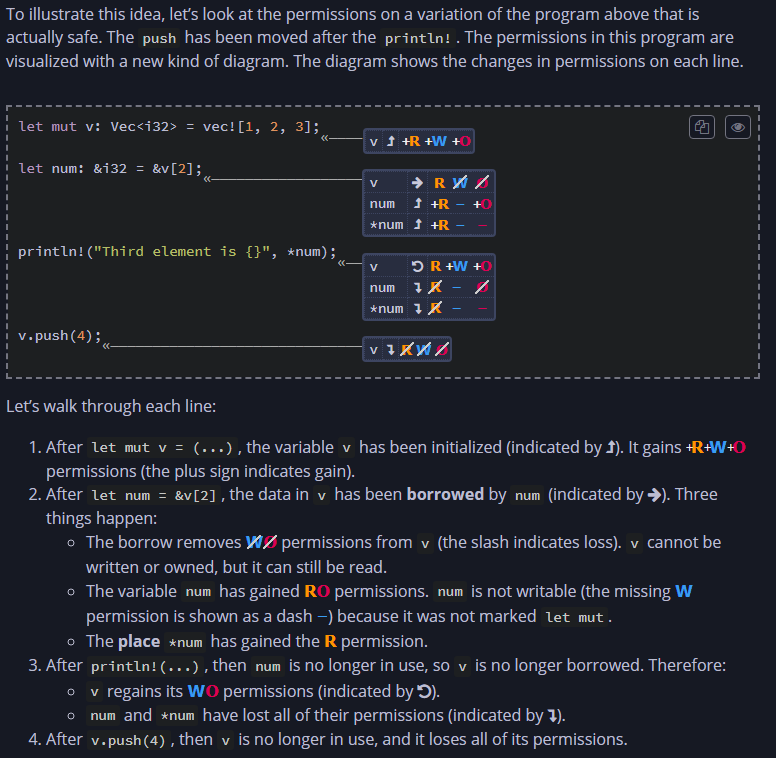 To illustrate this idea, let's look at the permissions on a variation of the program above that is
actually safe. The push has been moved after the println!. The permissions in this program are
visualized with a new kind of diagram. The diagram shows the changes in permissions on each line.
let mut v: Vec<i32> = vec![1, 2, 3];
«
v ↥ +R +W +O
let num: &i32 = &v[2];
«
v → R W O
num ↥ +R – +O
*num ↥ +R – –
println!("Third element is {}", *num);
«
v ↺ R +W +O
num ↧ R – O
*num ↧ R – –
v.push(4);
«
v ↧ R W O
Let's walk through each line:
1. After let mut v = (...), the variable v has been initialized (indicated by ↥). It gains +R+W+O
permissions (the plus sign indicates gain).
2. After let num = &v[2], the data in v has been borrowed by num (indicated by →). Three
things happen:
◦ The borrow removes WO permissions from v (the slash indicates loss). v cannot be
written or owned, but it can still be read.
◦ The variable num has gained RO permissions. num is not writable (the missing W
permission is shown as a dash –) because it was not marked let mut.
◦ The place *num has gained the R permission.
3. After println!(...), then num is no longer in use, so v is no longer borrowed. Therefore:
◦ v regains its WO permissions (indicated by ↺).
◦ num and *num have lost all of their permissions (indicated by ↧).
4. After v.push(4), then v is no longer in use, and it loses all of its permissions.